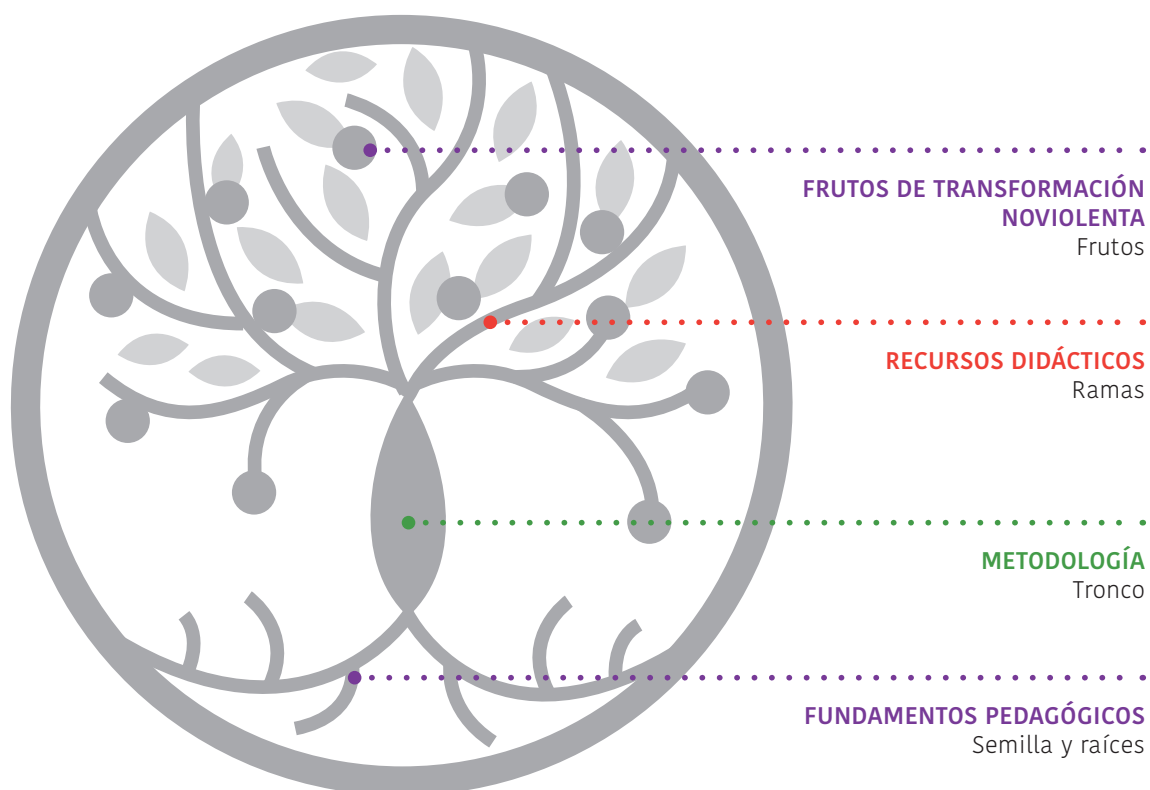 FRUTOS DE TRANSFORMACIÓN
NOVIOLENTA
Frutos
RECURSOS DIDÁCTICOS
Ramas
METODOLOGÍA
Tronco
FUNDAMENTOS PEDAGÓGICOS
Semilla y raíces